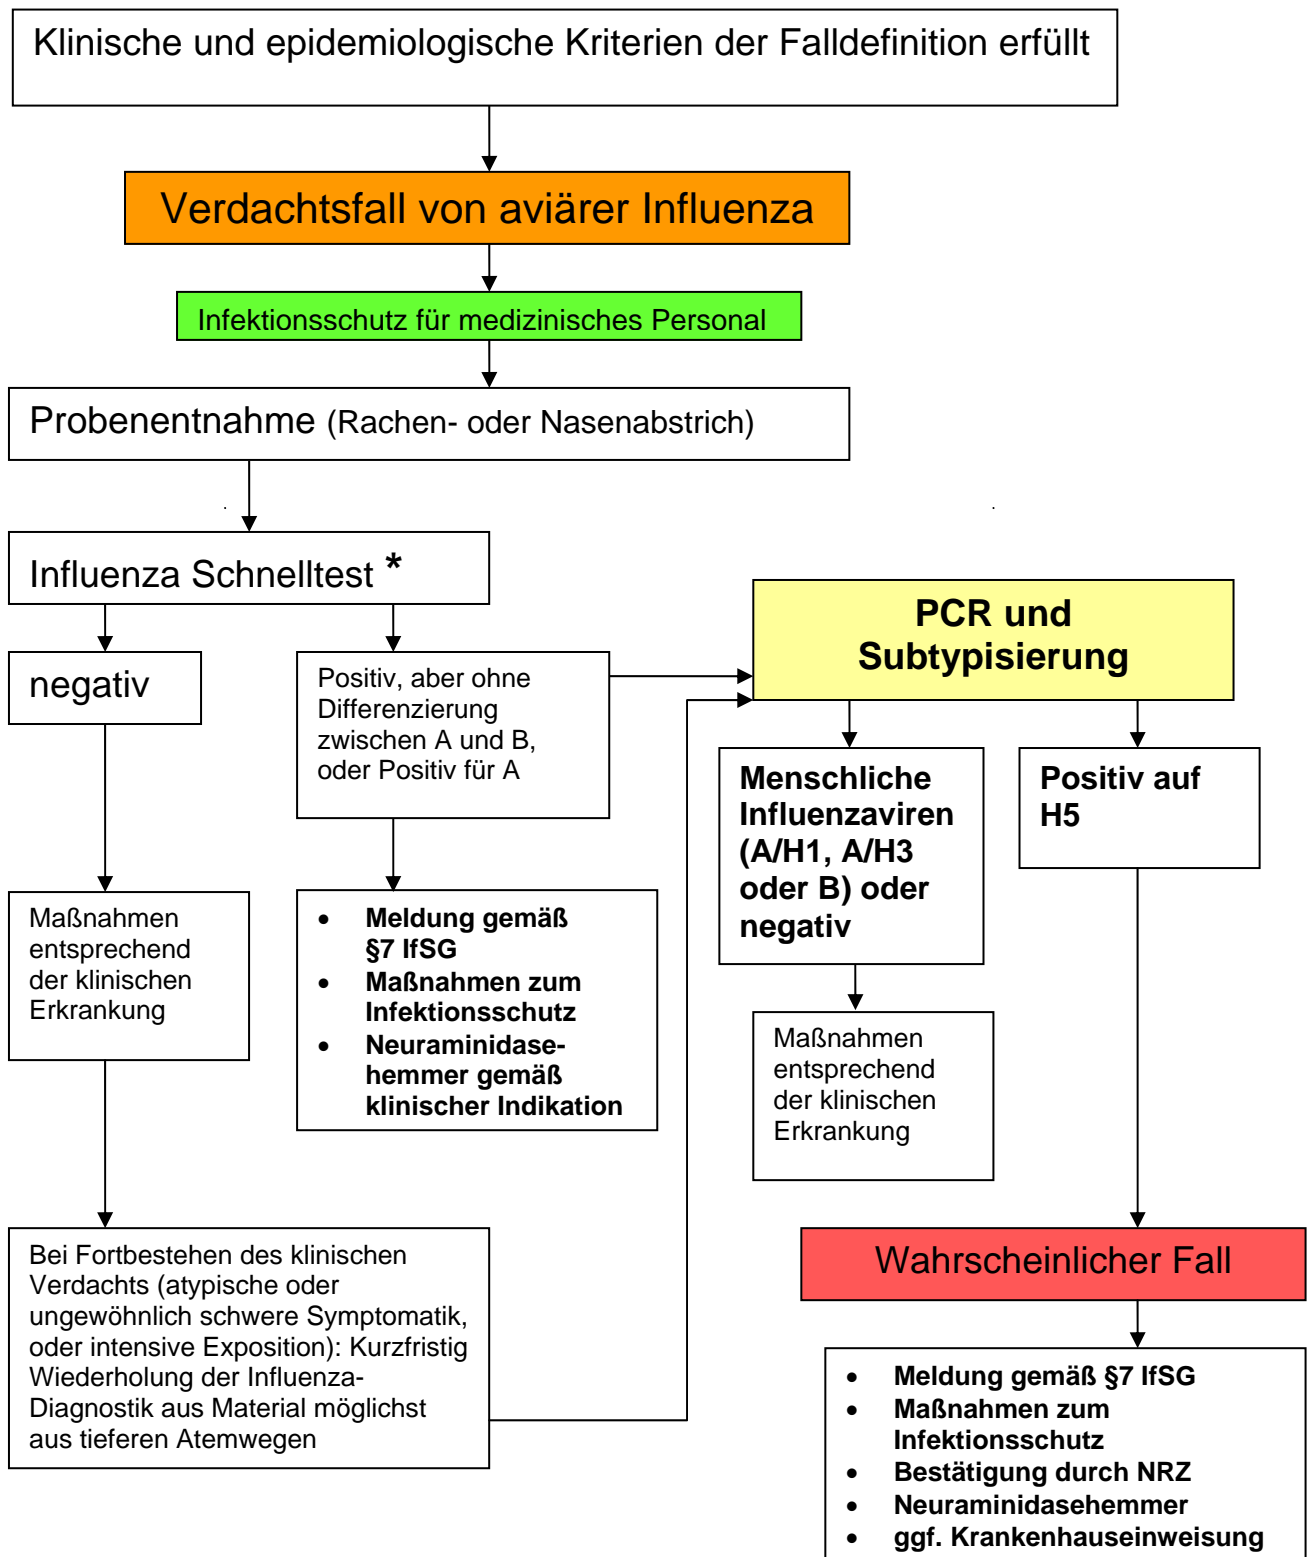 Klinische und epidemiologische Kriterien der Falldefinition erfüllt
Verdachtsfall von aviärer Influenza
Infektionsschutz für medizinisches Personal
Probenentnahme (Rachen- oder Nasenabstrich)
Influenza Schnelltest *
negativ
Positiv, aber ohne
Differenzierung
zwischen A und B,
oder Positiv für A
PCR und
Subtypisierung
Menschliche
Influenzaviren
(A/H1, A/H3
oder B) oder
negativ
Positiv auf
H5
Maßnahmen
entsprechend
der klinischen
Erkrankung
• Meldung gemäß
§7 IfSG
• Maßnahmen zum
Infektionsschutz
• Neuraminidase-
hemmer gemäß
klinischer Indikation
Maßnahmen
entsprechend
der klinischen
Erkrankung
Bei Fortbestehen des klinischen
Verdachts (atypische oder
ungewöhnlich schwere Symptomatik,
oder intensive Exposition): Kurzfristig
Wiederholung der Influenza-
Diagnostik aus Material möglichst
aus tieferen Atemwegen
Wahrscheinlicher Fall
• Meldung gemäß §7 IfSG
• Maßnahmen zum
Infektionsschutz
• Bestätigung durch NRZ
• Neuraminidasehemmer
• ggf. Krankenhauseinweisung